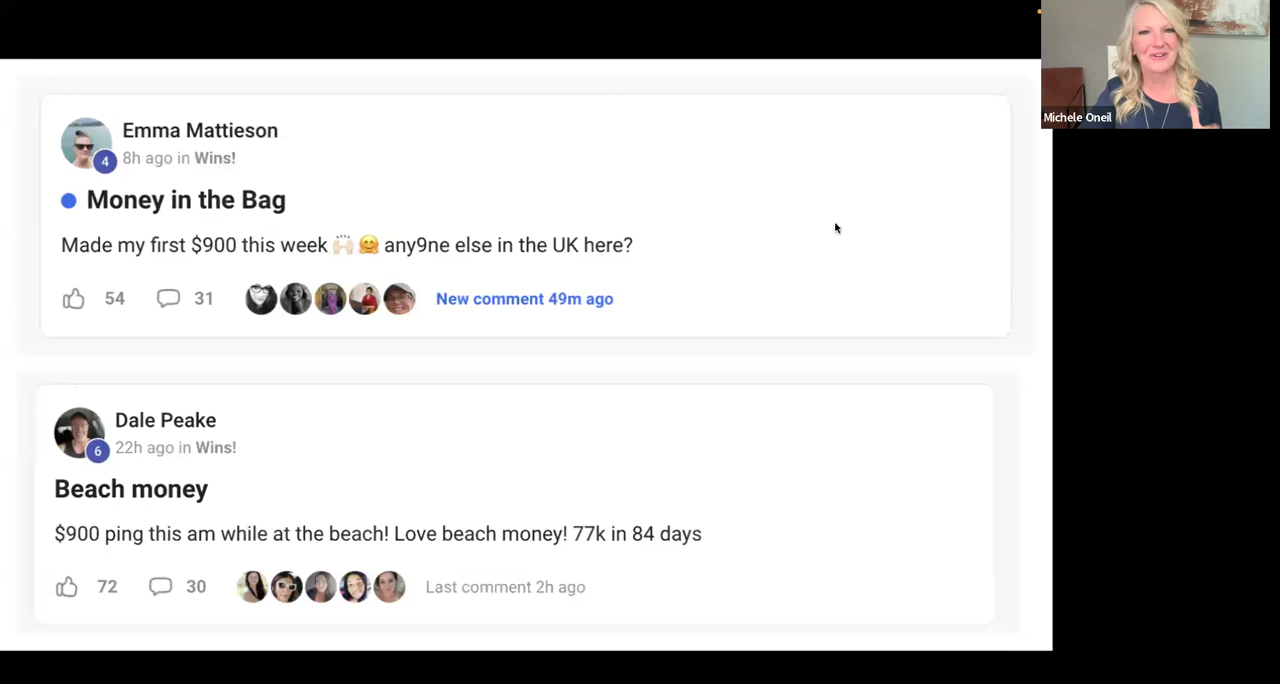 Michele Oneil
Emma Mattieson
4
8h ago in Wins!
Money in the Bag
Made my first $900 this week 🙌🏻 🤗 any9ne else in the UK here?
54 31 New comment 49m ago
Dale Peake
6
22h ago in Wins!
Beach money
$900 ping this am while at the beach! Love beach money! 77k in 84 days
72 30 Last comment 2h ago